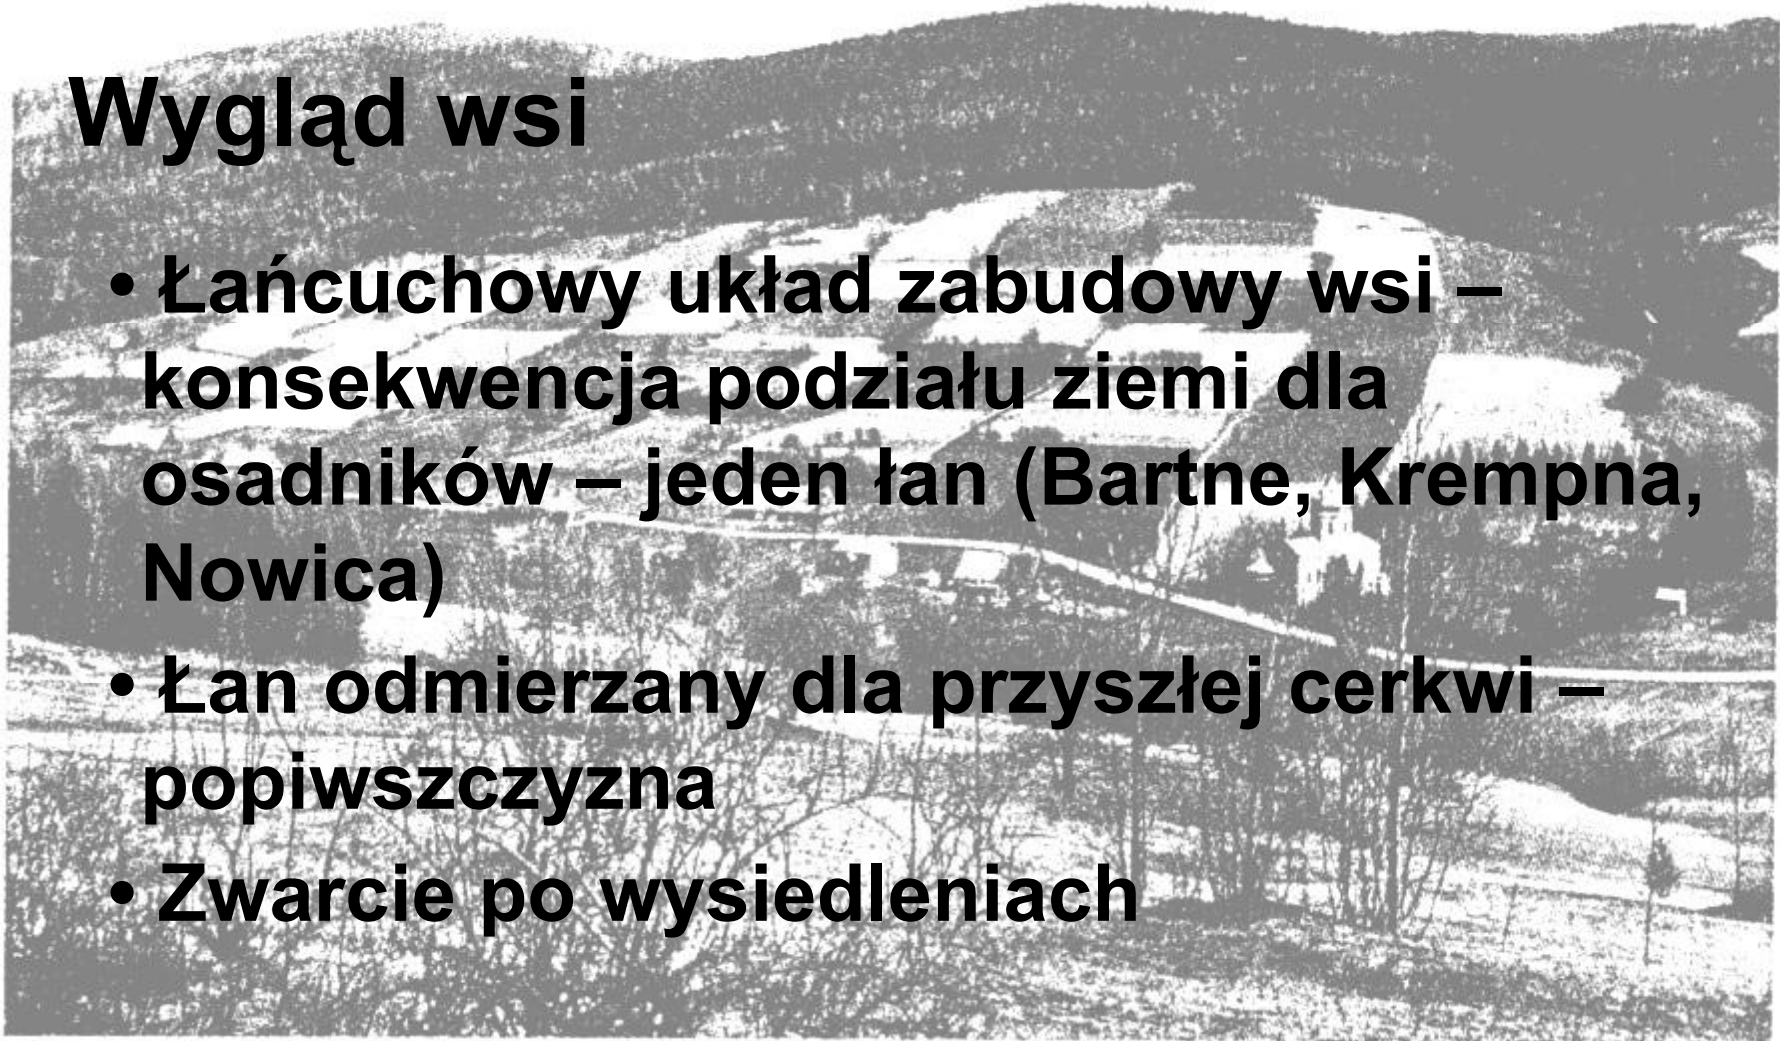 Wygląd wsi
• Łańcuchowy układ zabudowy wsi –
konsekwencja podziału ziemi dla
osadników – jeden łan (Bartne, Krempna,
Nowica)
• Łan odmierzany dla przyszłej cerkwi –
popiwszczyzna
• Zwarcie po wysiedleniach